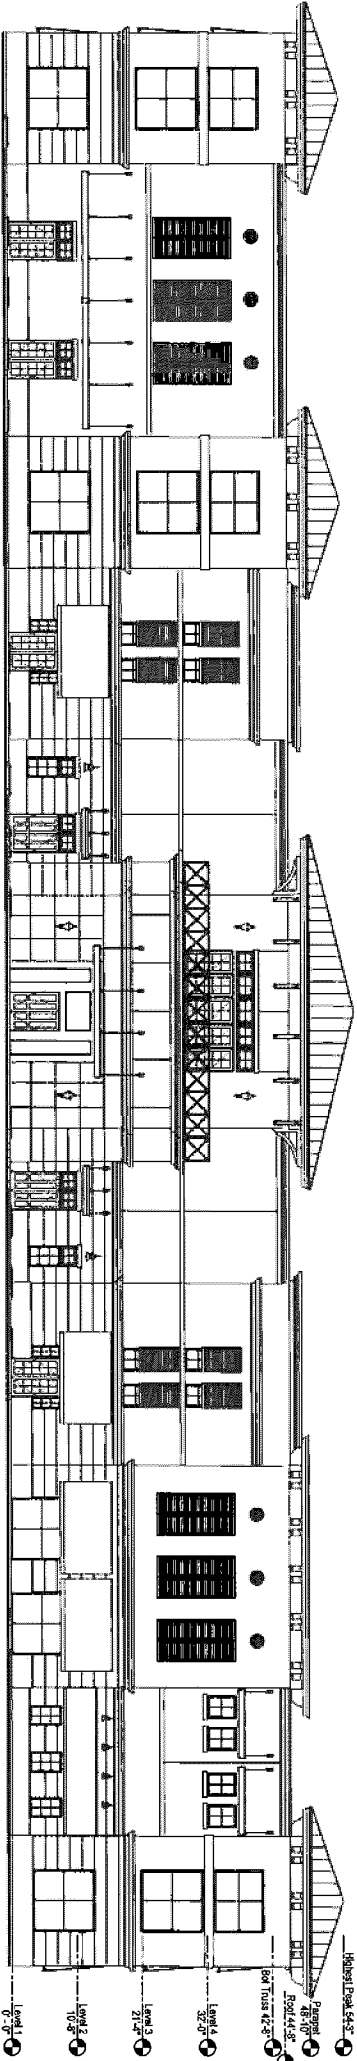 Highest Peak 54-3"
Parapet
48'-10"
Roof 44'-8"
Bot Truss 42'-8"
Level 4
32'-0"
Level 3
21'-4"
Level 2
10'-8"
Level 1
0'-0"